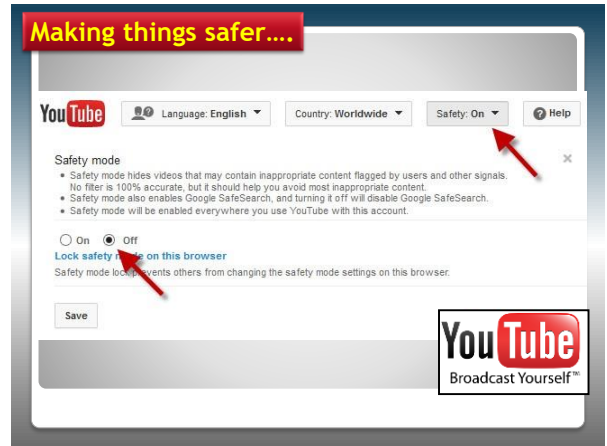 Making things safer....
YouTube Language: English Country: Worldwide Safety: On Help
Safety mode
Safety mode hides videos that may contain inappropriate content flagged by users and other signals.
No filter is 100% accurate, but it should help you avoid most inappropriate content.
Safety mode also enables Google SafeSearch, and turning it off will disable Google SafeSearch.
Safety mode will be enabled everywhere you use YouTube with this account.
On Off
Lock safety on this browser
Safety mode prevents others from changing the safety mode settings on this browser.
Save
YouTube
Broadcast Yourself™